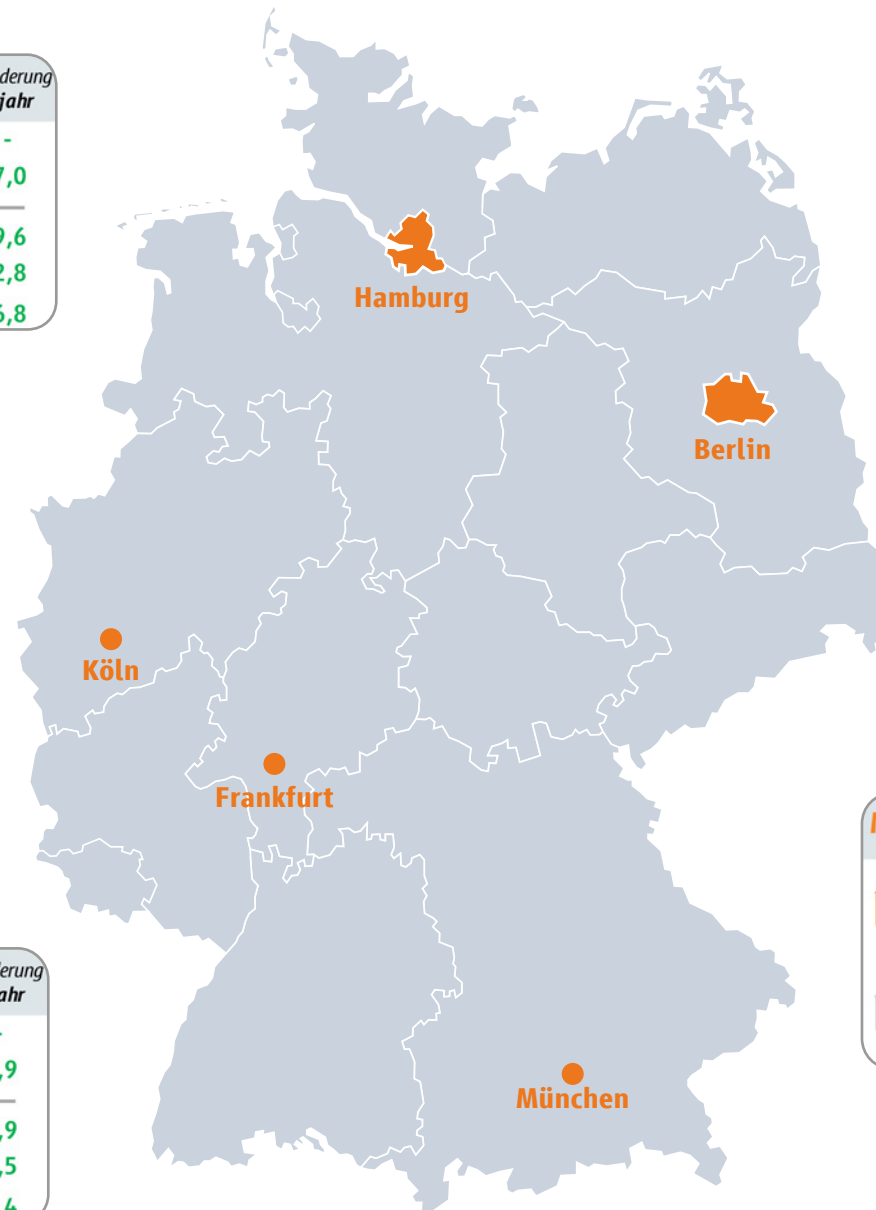 derung
jahr
-
7,0
9,6
2,8
6,8
Hamburg
Berlin
Köln
Frankfurt
München
derung
ahr
-
,9
,9
,5
,4